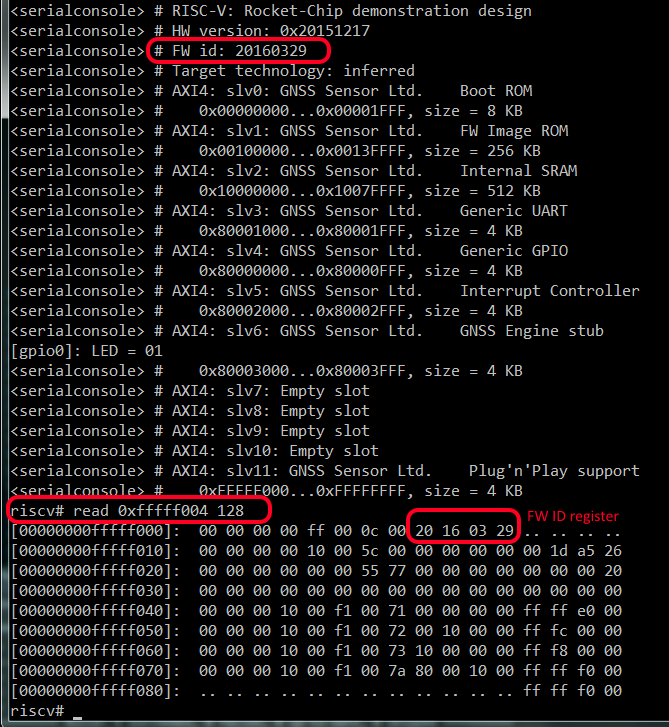 <serialconsole> # RISC-V: Rocket-Chip demonstration design
<serialconsole> # HW version: 0x20151217
<serialconsole> # FW id: 20160329
<serialconsole> # Target technology: inferred
<serialconsole> # AXI4: slv0: GNSS Sensor Ltd.    Boot ROM
<serialconsole> #    0x00000000...0x00001FFF, size = 8 KB
<serialconsole> # AXI4: slv1: GNSS Sensor Ltd.    FW Image ROM
<serialconsole> #    0x00100000...0x0013FFFF, size = 256 KB
<serialconsole> # AXI4: slv2: GNSS Sensor Ltd.    Internal SRAM
<serialconsole> #    0x10000000...0x1007FFFF, size = 512 KB
<serialconsole> # AXI4: slv3: GNSS Sensor Ltd.    Generic UART
<serialconsole> #    0x80001000...0x80001FFF, size = 4 KB
<serialconsole> # AXI4: slv4: GNSS Sensor Ltd.    Generic GPIO
<serialconsole> #    0x80000000...0x80000FFF, size = 4 KB
<serialconsole> # AXI4: slv5: GNSS Sensor Ltd.    Interrupt Controller
<serialconsole> #    0x80002000...0x80002FFF, size = 4 KB
<serialconsole> # AXI4: slv6: GNSS Sensor Ltd.    GNSS Engine stub
[gpio0]: LED = 01
<serialconsole> #    0x80003000...0x80003FFF, size = 4 KB
<serialconsole> # AXI4: slv7: Empty slot
<serialconsole> # AXI4: slv8: Empty slot
<serialconsole> # AXI4: slv9: Empty slot
<serialconsole> # AXI4: slv10: Empty slot
<serialconsole> # AXI4: slv11: GNSS Sensor Ltd.    Plug'n'Play support
<serialconsole> #    0xFFFFF000...0xFFFFFFFF, size = 4 KB
riscv# read 0xfffff004 128
FW ID register
[00000000fffff000]:  00 00 00 00 ff 00 0c 00 20 16 03 29 .. .. .. ..
[00000000fffff010]:  00 00 00 00 10 00 5c 00 00 00 00 00 00 1d a5 26
[00000000fffff020]:  00 00 00 00 00 00 55 77 00 00 00 00 00 00 00 20
[00000000fffff030]:  00 00 00 00 00 00 00 00 00 00 00 00 00 00 00 00
[00000000fffff040]:  00 00 00 10 00 f1 00 71 00 00 00 00 ff ff e0 00
[00000000fffff050]:  00 00 00 10 00 f1 00 72 00 10 00 00 ff fc 00 00
[00000000fffff060]:  00 00 00 10 00 f1 00 73 10 00 00 00 ff f8 00 00
[00000000fffff070]:  00 00 00 10 00 f1 00 7a 80 00 10 00 ff ff f0 00
[00000000fffff080]:  .. .. .. .. .. .. .. .. .. .. .. .. ff ff f0 00
riscv# _